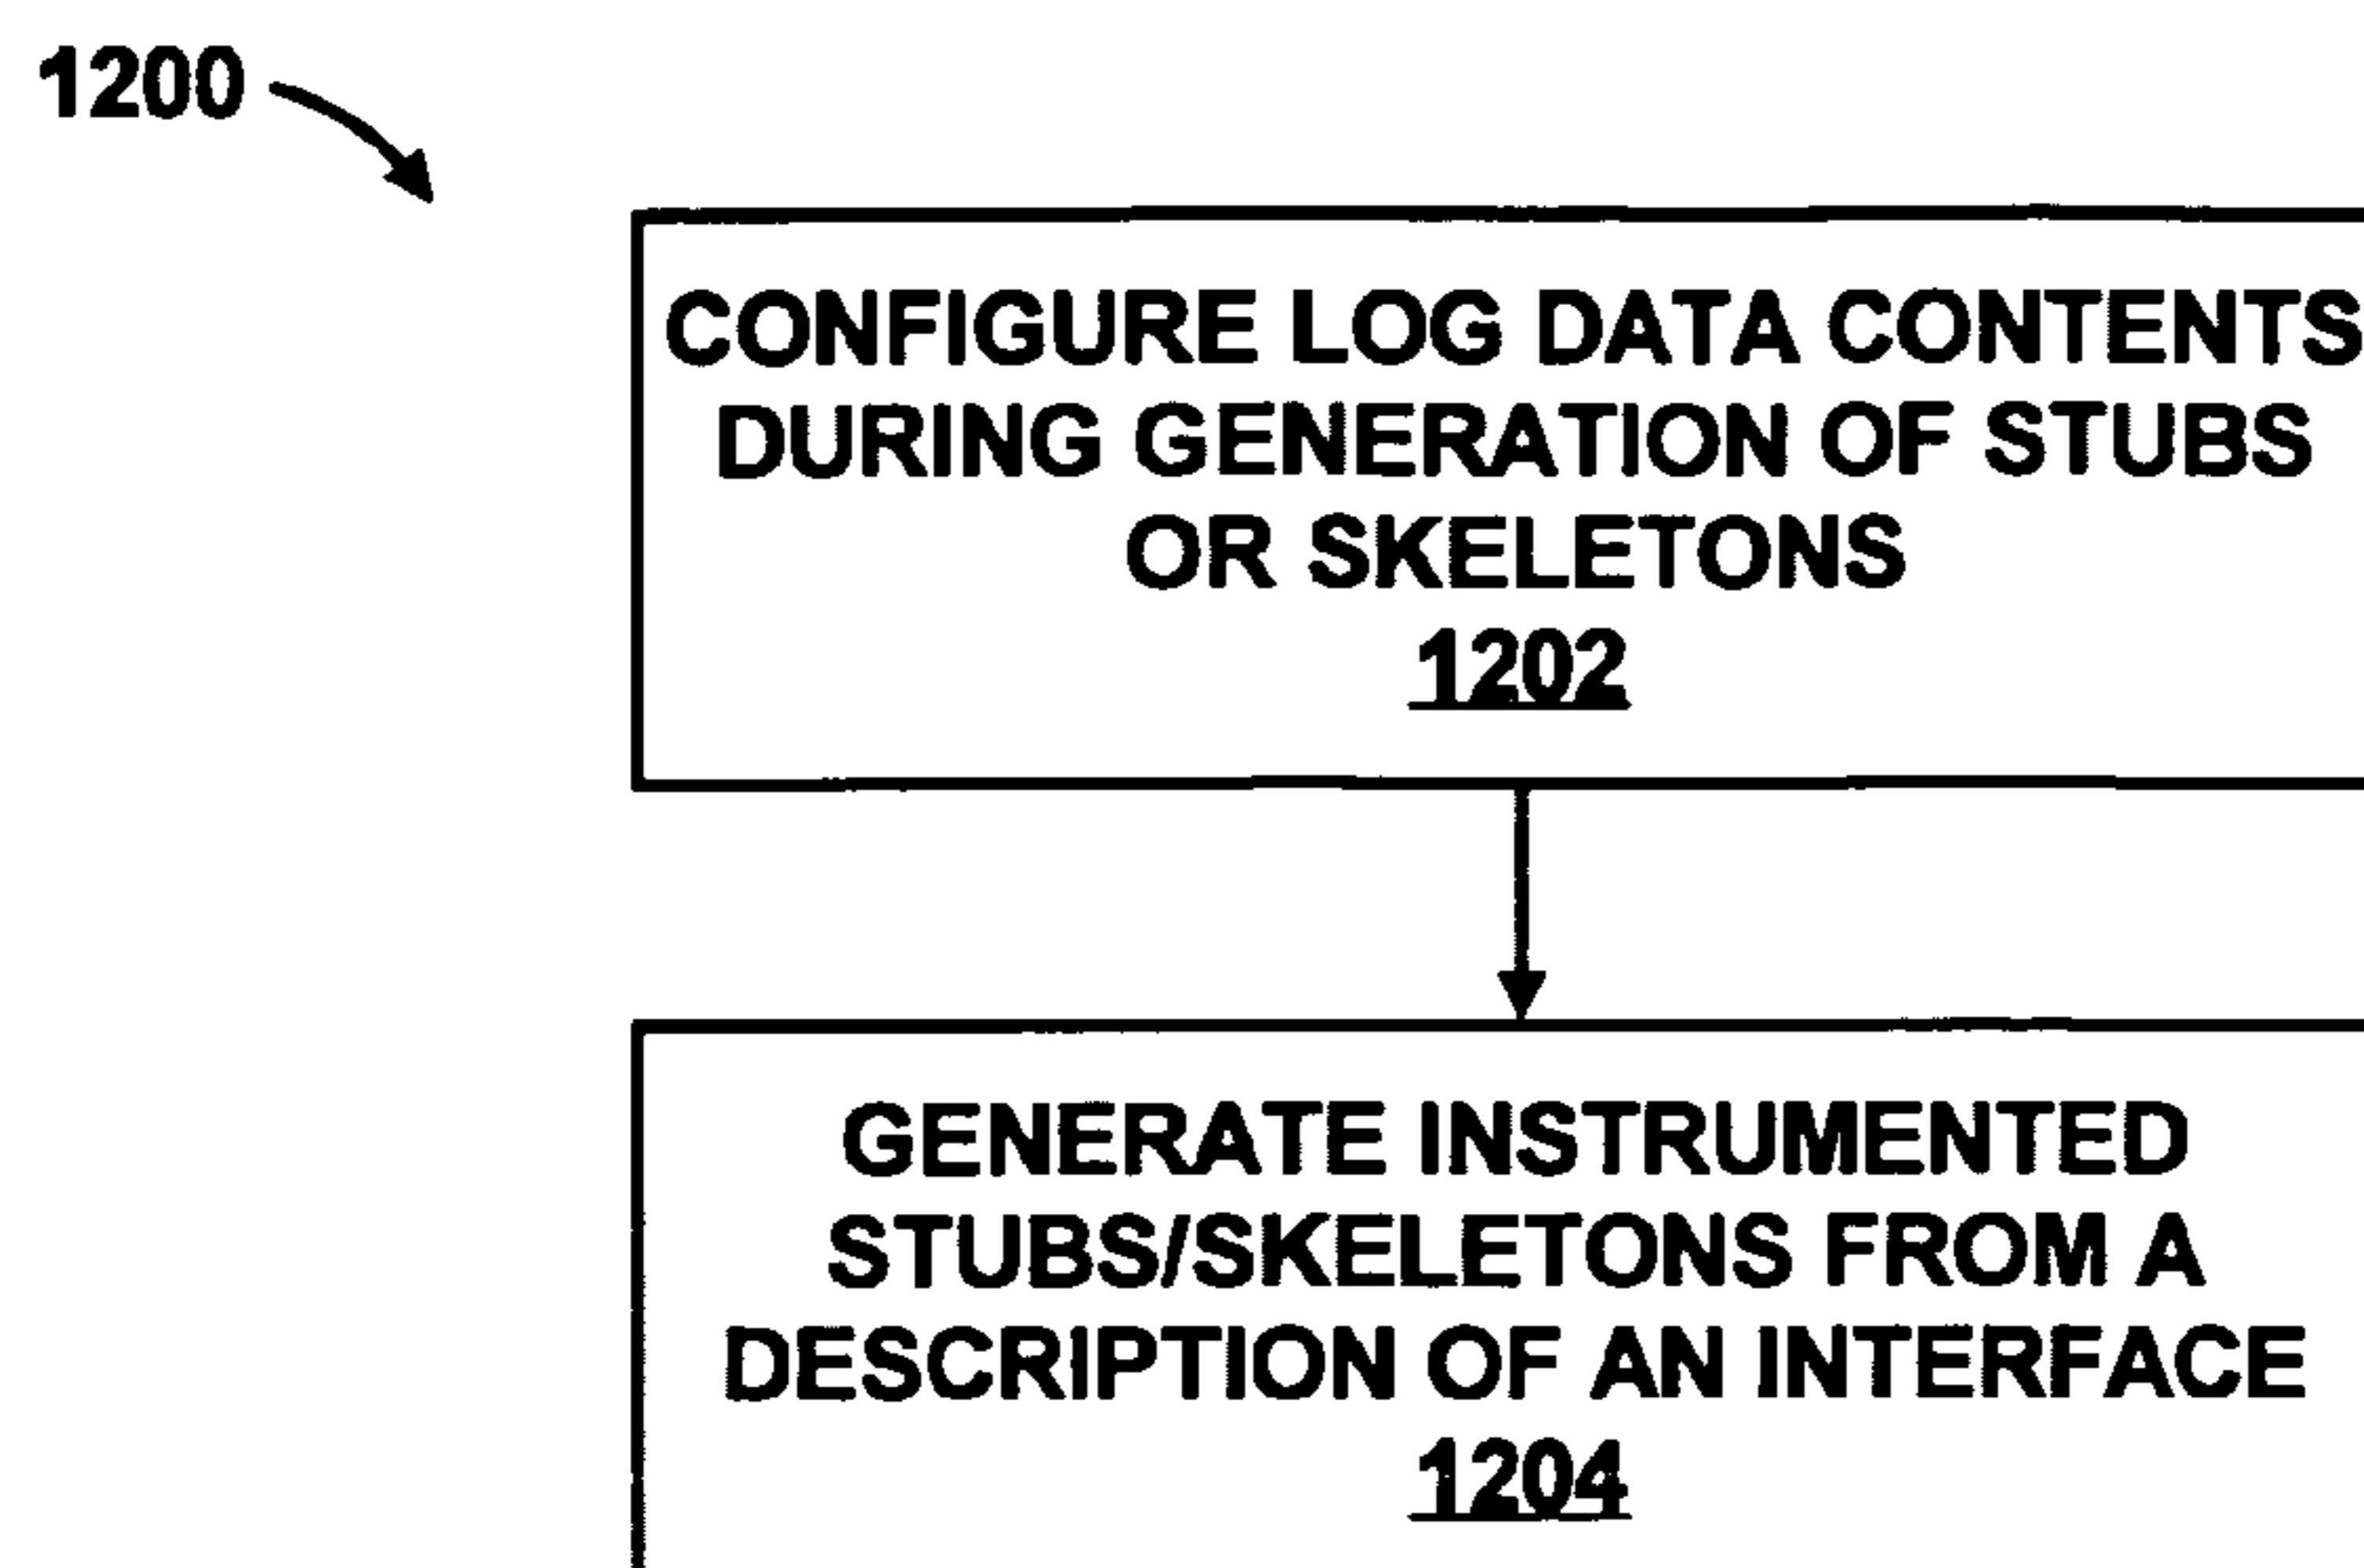 1200
CONFIGURE LOG DATA CONTENTS
DURING GENERATION OF STUBS
OR SKELETONS
1202
GENERATE INSTRUMENTED
STUBS/SKELETONS FROM A
DESCRIPTION OF AN INTERFACE
1204